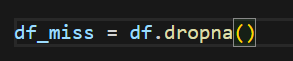 df_miss = df.dropna()